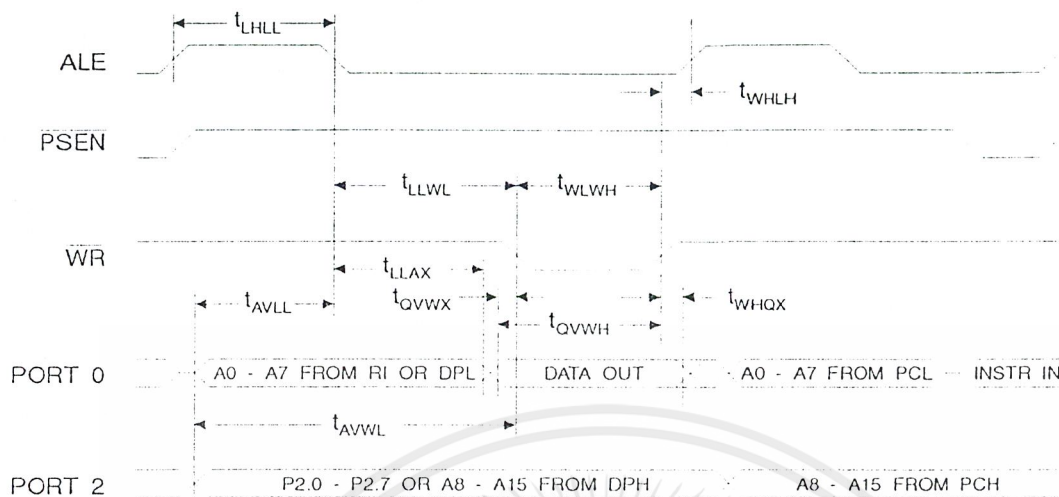 tLHLL
ALE
tWHLH
PSEN
tLLWL
tWLWH
WR
tLLAX
tAVLL
tQVWX
tWHQX
tQVWH
PORT 0
A0 - A7 FROM RI OR DPL
DATA OUT
A0 - A7 FROM PCL
INSTR IN
tAVWL
PORT 2
P2.0 - P2.7 OR A8 - A15 FROM DPH
A8 - A15 FROM PCH